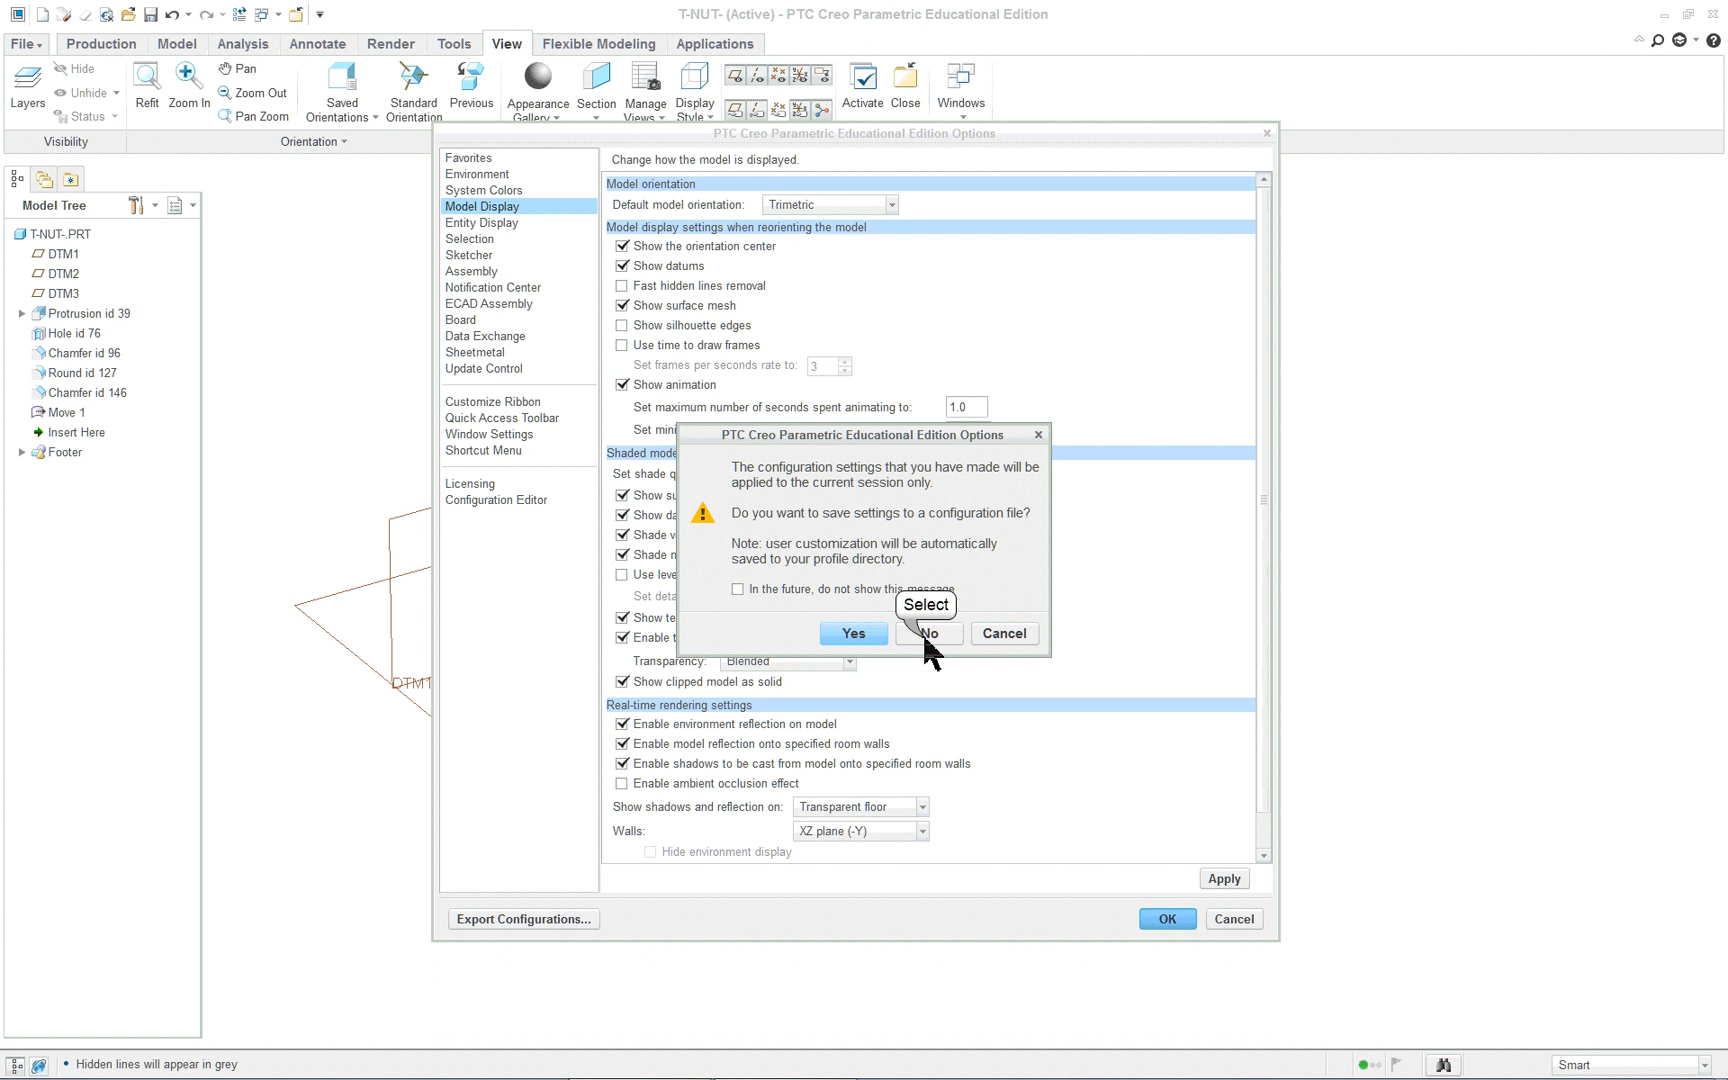 T-NUT- (Active) - PTC Creo Parametric Educational Edition
File
Production
Model
Analysis
Annotate
Render
Tools
View
Flexible Modeling
Applications
Layers
Hide
Unhide
Status
Refit
Zoom In
Pan
Zoom Out
Pan Zoom
Saved
Orientations
Standard
Orientation
Previous
Appearance
Gallery
Section
Manage
Views
Display
Style
Activate
Close
Windows
Visibility
Orientation
Model Tree
T-NUT-.PRT
DTM1
DTM2
DTM3
Protrusion id 39
Hole id 76
Chamfer id 96
Round id 127
Chamfer id 146
Move 1
Insert Here
Footer
DTM1
PTC Creo Parametric Educational Edition Options
Favorites
Environment
System Colors
Model Display
Entity Display
Selection
Sketcher
Assembly
Notification Center
ECAD Assembly
Board
Data Exchange
Sheetmetal
Update Control
Customize Ribbon
Quick Access Toolbar
Window Settings
Shortcut Menu
Licensing
Configuration Editor
Change how the model is displayed.
Model orientation
Default model orientation: Trimetric
Model display settings when reorienting the model
Show the orientation center
Show datums
Fast hidden lines removal
Show surface mesh
Show silhouette edges
Use time to draw frames
Set frames per seconds rate to: 3
Show animation
Set maximum number of seconds spent animating to: 1.0
Set mini
Shaded mode
Set shade q
Show su
Show da
Shade v
Shade
Use leve
Set deta
Show te
Enable t
Transparency: Blended
Show clipped model as solid
Real-time rendering settings
Enable environment reflection on model
Enable model reflection onto specified room walls
Enable shadows to be cast from model onto specified room walls
Enable ambient occlusion effect
Show shadows and reflection on: Transparent floor
Walls: XZ plane (-Y)
Hide environment display
Apply
Export Configurations...
OK
Cancel
PTC Creo Parametric Educational Edition Options
The configuration settings that you have made will be
applied to the current session only.
Do you want to save settings to a configuration file?
Note: user customization will be automatically
saved to your profile directory.
In the future, do not show this message
Select
Yes
No
Cancel
Hidden lines will appear in grey
Smart